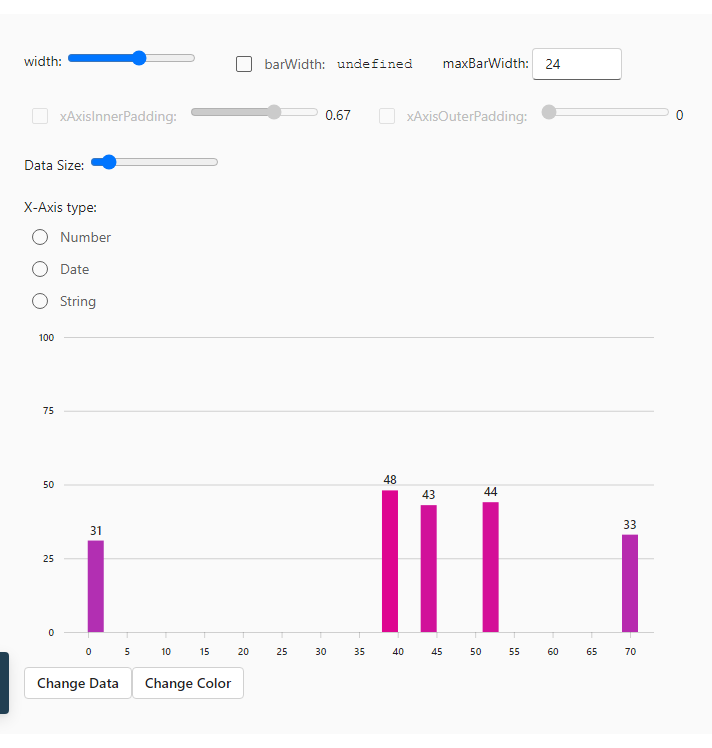 width: barWidth: undefined maxBarWidth: 24
xAxisInnerPadding: 0.67 xAxisOuterPadding: 0
Data Size:
X-Axis type:
Number
Date
String
100
75
50
25
0
31
48
43
44
33
0 5 10 15 20 25 30 35 40 45 50 55 60 65 70
Change Data Change Color